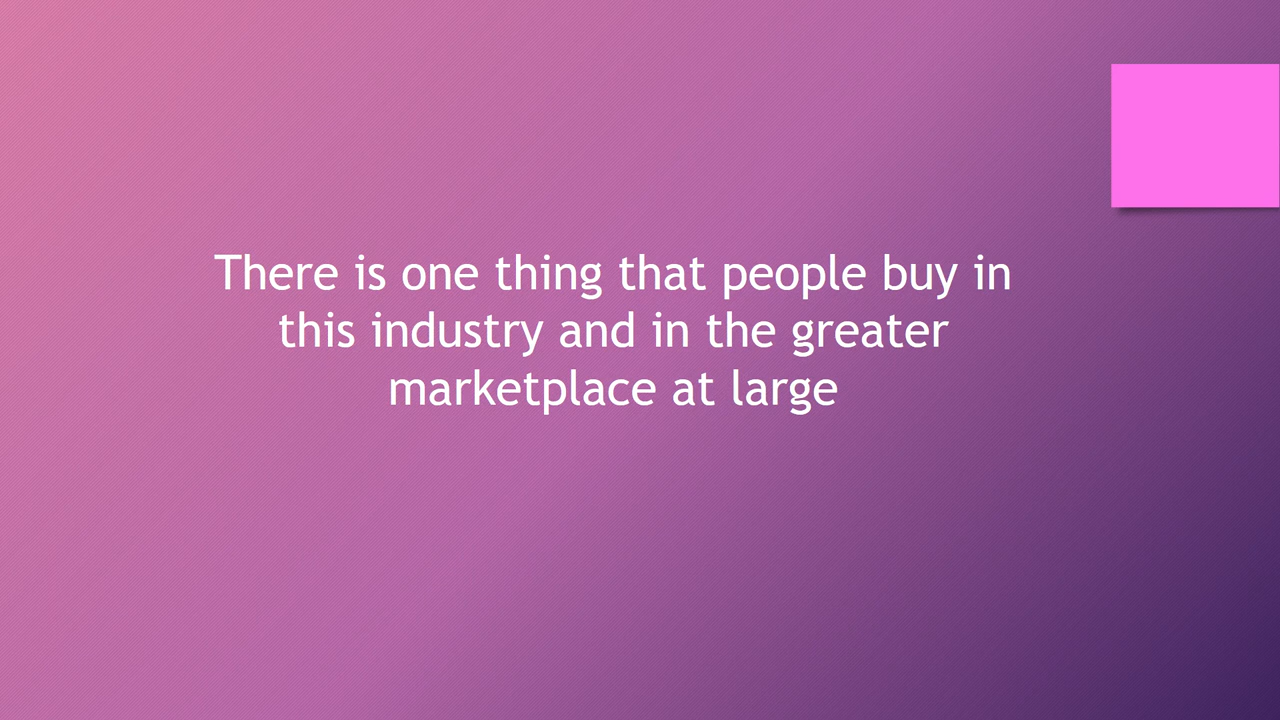 There is one thing that people buy in
this industry and in the greater
marketplace at large